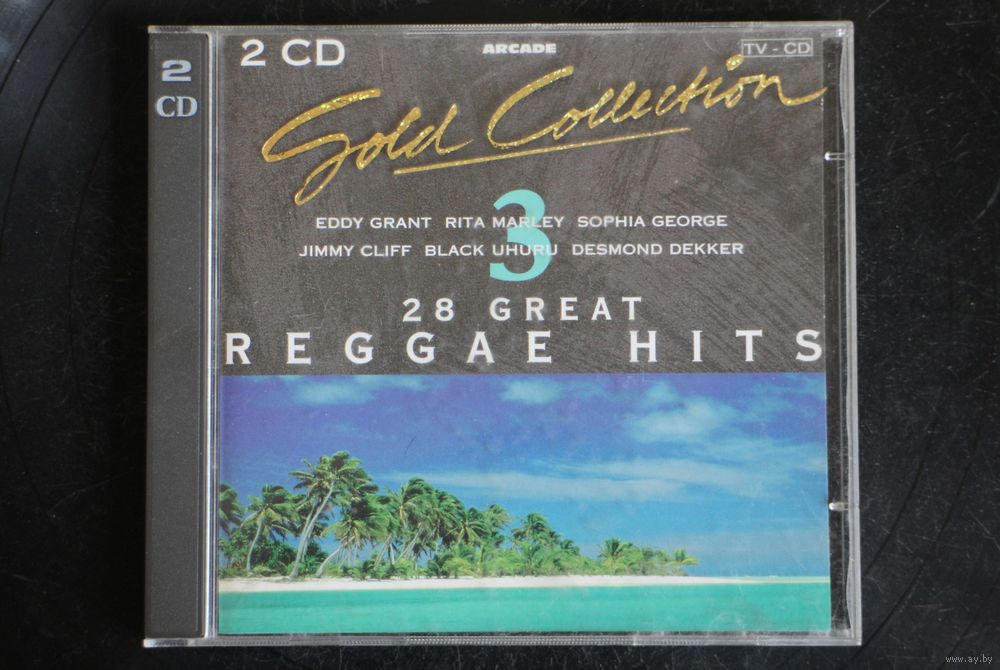 2 CD
2 CD
ARCADE
TV - CD
Gold Collection
3
EDDY GRANT RITA MARLEY SOPHIA GEORGE
JIMMY CLIFF BLACK UHURU DESMOND DEKKER
28 GREAT
REGGAE HITS
www.ay.by